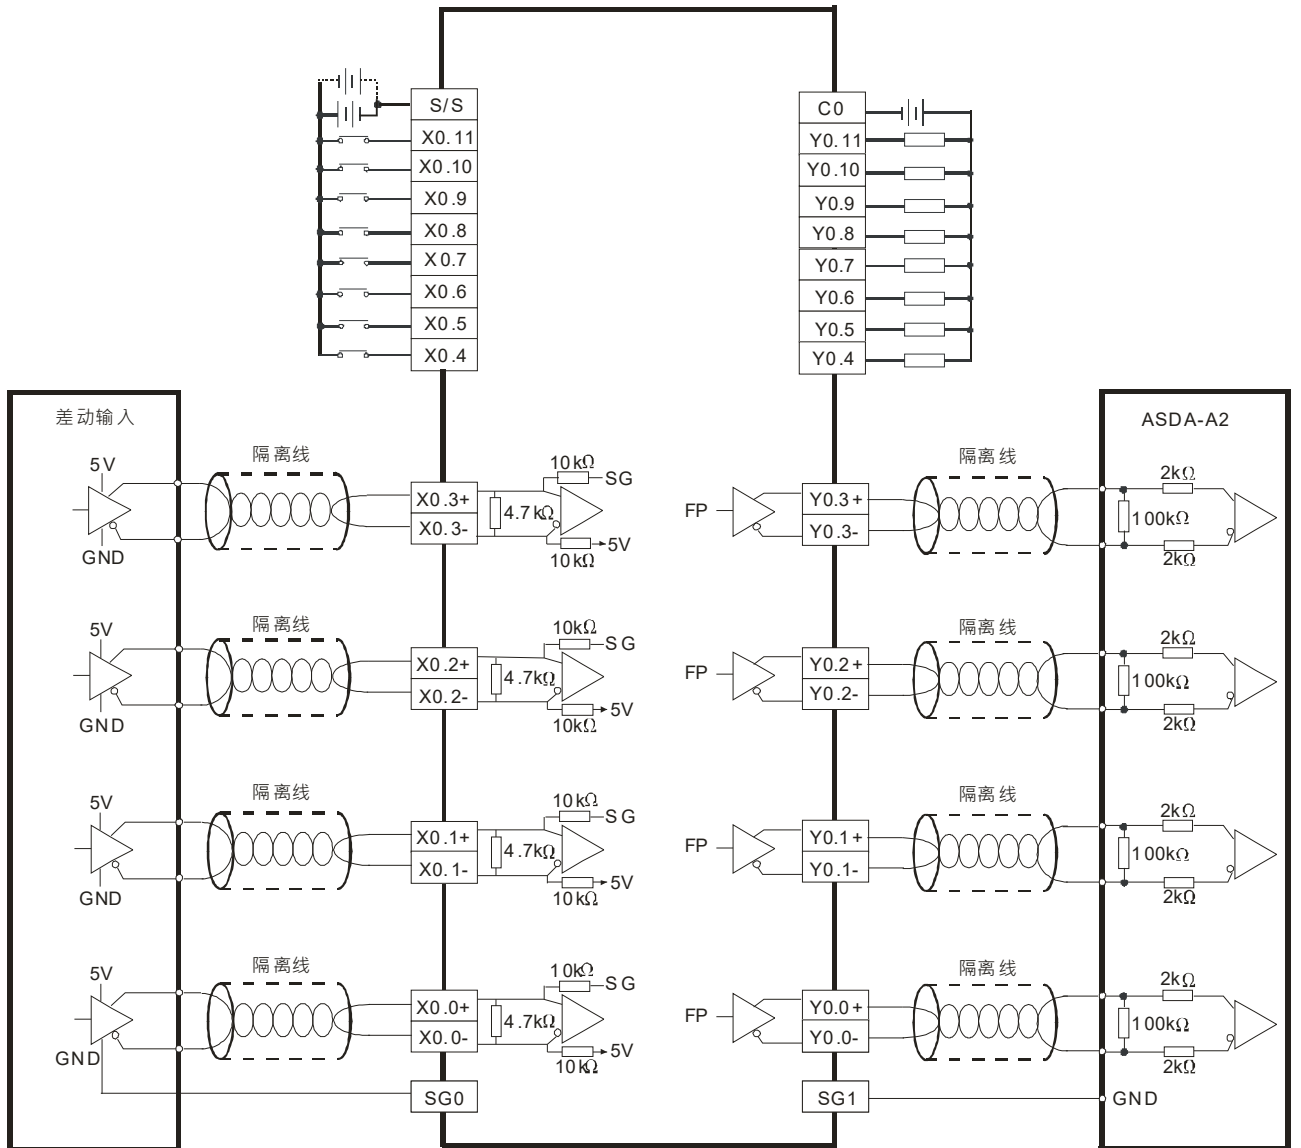 S/S
X0.11
X0.10
X0.9
X0.8
X0.7
X0.6
X0.5
X0.4
C0
Y0.11
Y0.10
Y0.9
Y0.8
Y0.7
Y0.6
Y0.5
Y0.4
差动输入
5V
GND
隔离线
X0.3+
X0.3-
4.7kΩ
10kΩ
SG
5V
10kΩ
5V
GND
隔离线
X0.2+
X0.2-
4.7kΩ
10kΩ
SG
5V
10kΩ
5V
GND
隔离线
X0.1+
X0.1-
4.7kΩ
10kΩ
SG
5V
10kΩ
5V
GND
隔离线
X0.0+
X0.0-
4.7kΩ
10kΩ
SG
5V
10kΩ
SG0
ASDA-A2
FP
Y0.3+
Y0.3-
隔离线
2kΩ
100kΩ
2kΩ
FP
Y0.2+
Y0.2-
隔离线
2kΩ
100kΩ
2kΩ
FP
Y0.1+
Y0.1-
隔离线
2kΩ
100kΩ
2kΩ
FP
Y0.0+
Y0.0-
隔离线
2kΩ
100kΩ
2kΩ
SG1
GND